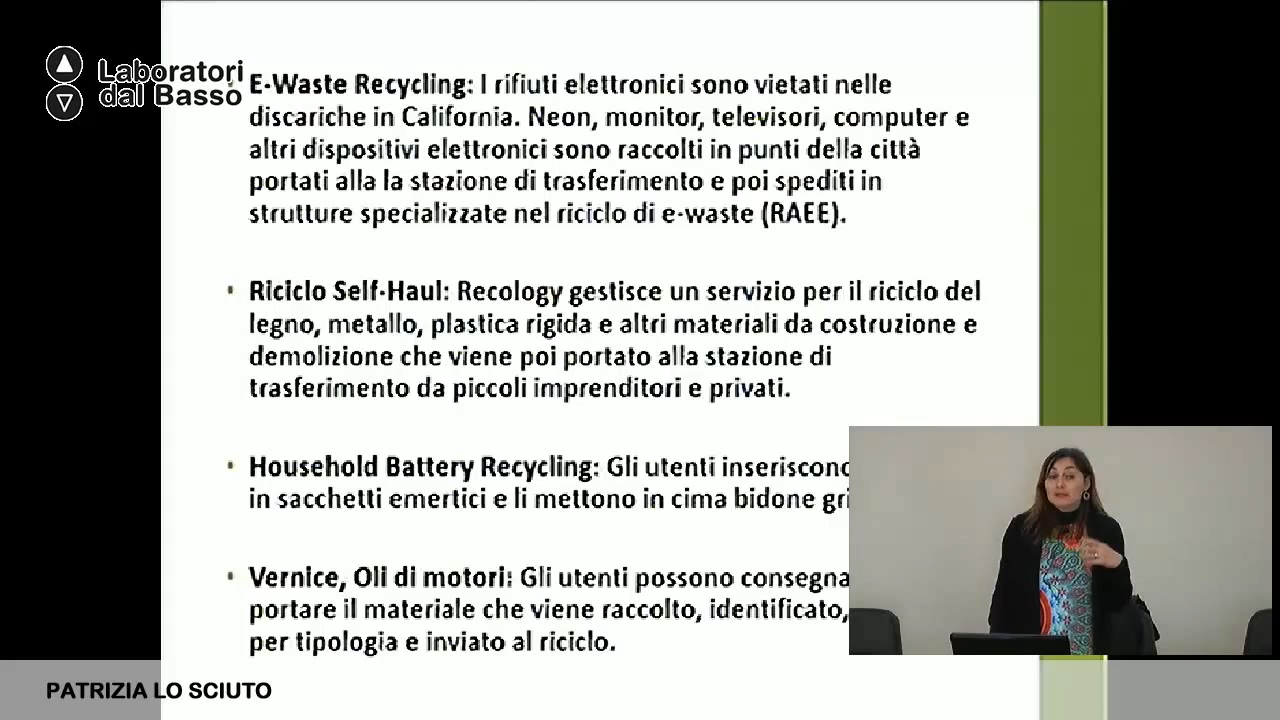 Laboratori
dal Basso
E-Waste Recycling: I rifiuti elettronici sono vietati nelle
discariche in California. Neon, monitor, televisori, computer e
altri dispositivi elettronici sono raccolti in punti della città
portati alla la stazione di trasferimento e poi spediti in
strutture specializzate nel riciclo di e-waste (RAEE).
• Riciclo Self-Haul: Recology gestisce un servizio per il riciclo del
legno, metallo, plastica rigida e altri materiali da costruzione e
demolizione che viene poi portato alla stazione di
trasferimento da piccoli imprenditori e privati.
• Household Battery Recycling: Gli utenti inseriscono
in sacchetti emertici e li mettono in cima bidone gri
• Vernice, Oli di motori: Gli utenti possono consegna
portare il materiale che viene raccolto, identificato,
per tipologia e inviato al riciclo.
PATRIZIA LO SCIUTO